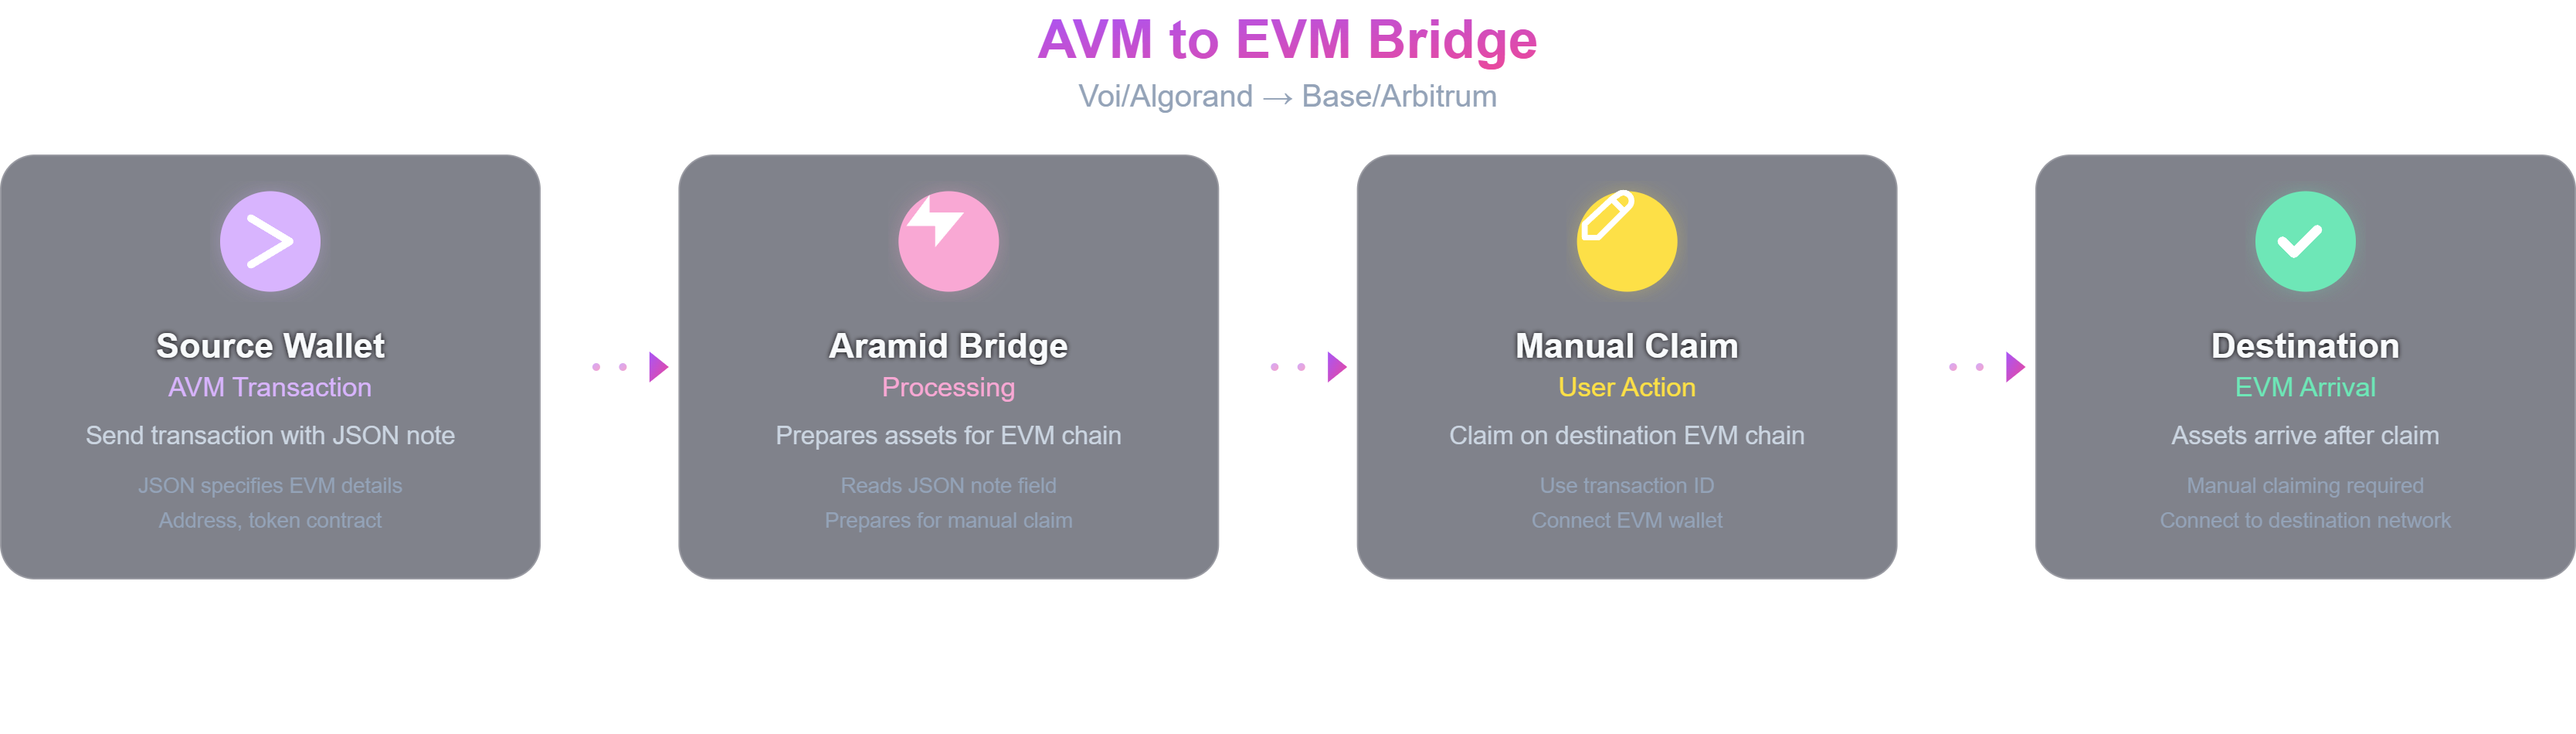 AVM to EVM Bridge
Voi/Algorand → Base/Arbitrum
Source Wallet
AVM Transaction
Send transaction with JSON note
JSON specifies EVM details
Address, token contract
Aramid Bridge
Processing
Prepares assets for EVM chain
Reads JSON note field
Prepares for manual claim
Manual Claim
User Action
Claim on destination EVM chain
Use transaction ID
Connect EVM wallet
Destination
EVM Arrival
Assets arrive after claim
Manual claiming required
Connect to destination network